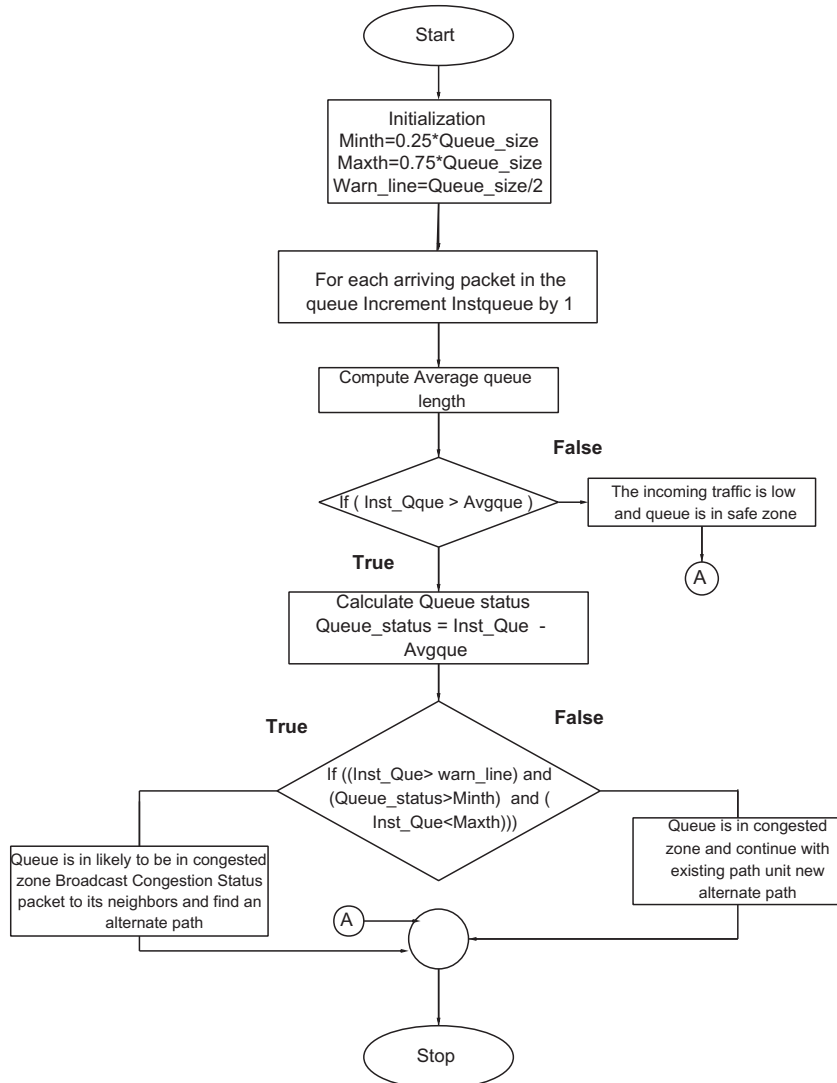 Start
Initialization
Minth=0.25*Queue_size
Maxth=0.75*Queue_size
Warn_line=Queue_size/2
For each arriving packet in the
queue Increment Instqueue by 1
Compute Average queue
length
False
If ( Inst_Qque > Avgque )
The incoming traffic is low
and queue is in safe zone
A
True
Calculate Queue status
Queue_status = Inst_Que -
Avgque
True
False
If ((Inst_Que> warn_line) and
(Queue_status>Minth) and (
Inst_Que<Maxth)))
Queue is in likely to be in congested
zone Broadcast Congestion Status
packet to its neighbors and find an
alternate path
Queue is in congested
zone and continue with
existing path unit new
alternate path
A
Stop